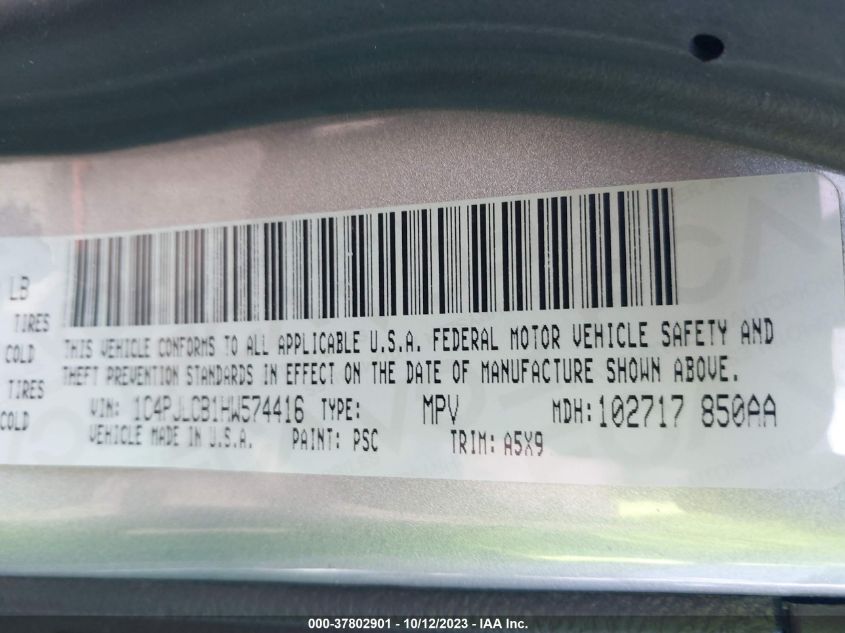 LB
TIRES
COLD
TIRES
COLD
THIS VEHICLE CONFORMS TO ALL APPLICABLE U.S.A. FEDERAL MOTOR VEHICLE SAFETY AND
THEFT PREVENTION STANDARDS IN EFFECT ON THE DATE OF MANUFACTURE SHOWN ABOVE.
VIN: 1C4PJLCB1HW574416 TYPE: MPV MDH:102717 850AA
VEHICLE MADE IN U.S.A. PAINT: PSC TRIM: A5X9
000-37802901 - 10/12/2023 - IAA Inc.